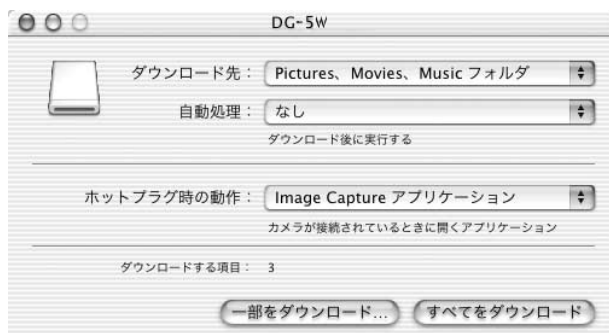 DG-5W
ダウンロード先： Pictures、Movies、Music フォルダ
自動処理： なし
ダウンロード後に実行する
ホットプラグ時の動作： Image Capture アプリケーション
カメラが接続されているときに開くアプリケーション
ダウンロードする項目： 3
一部をダウンロード... すべてをダウンロード